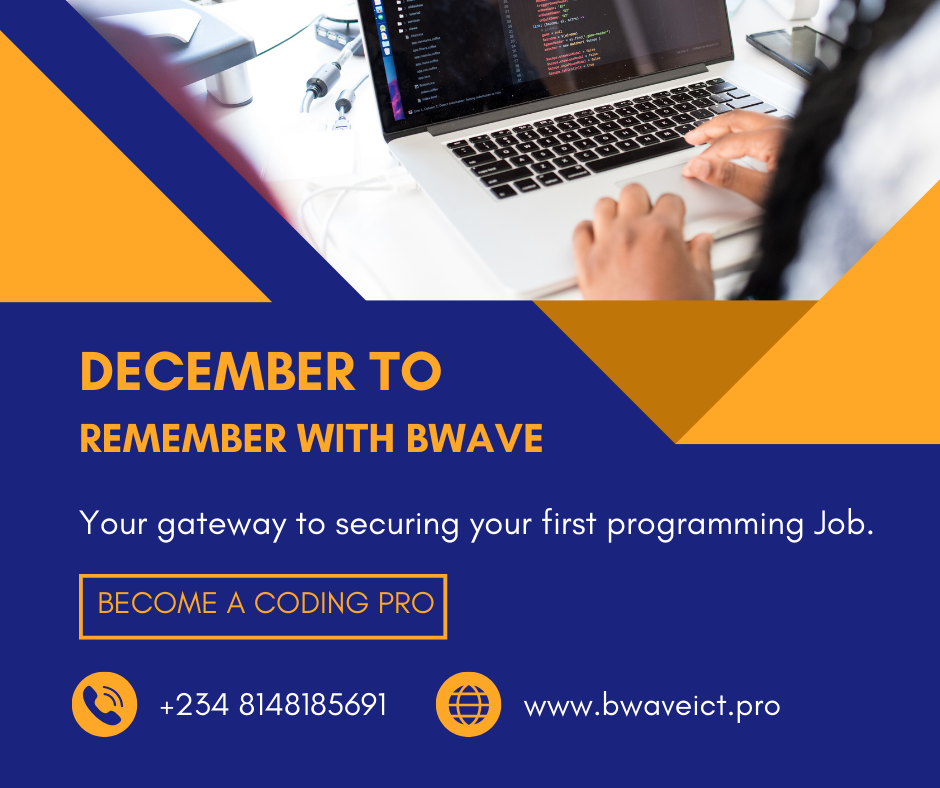 DECEMBER TO
REMEMBER WITH BWAVE
Your gateway to securing your first programming Job.
BECOME A CODING PRO
+234 8148185691
www.bwaveict.pro